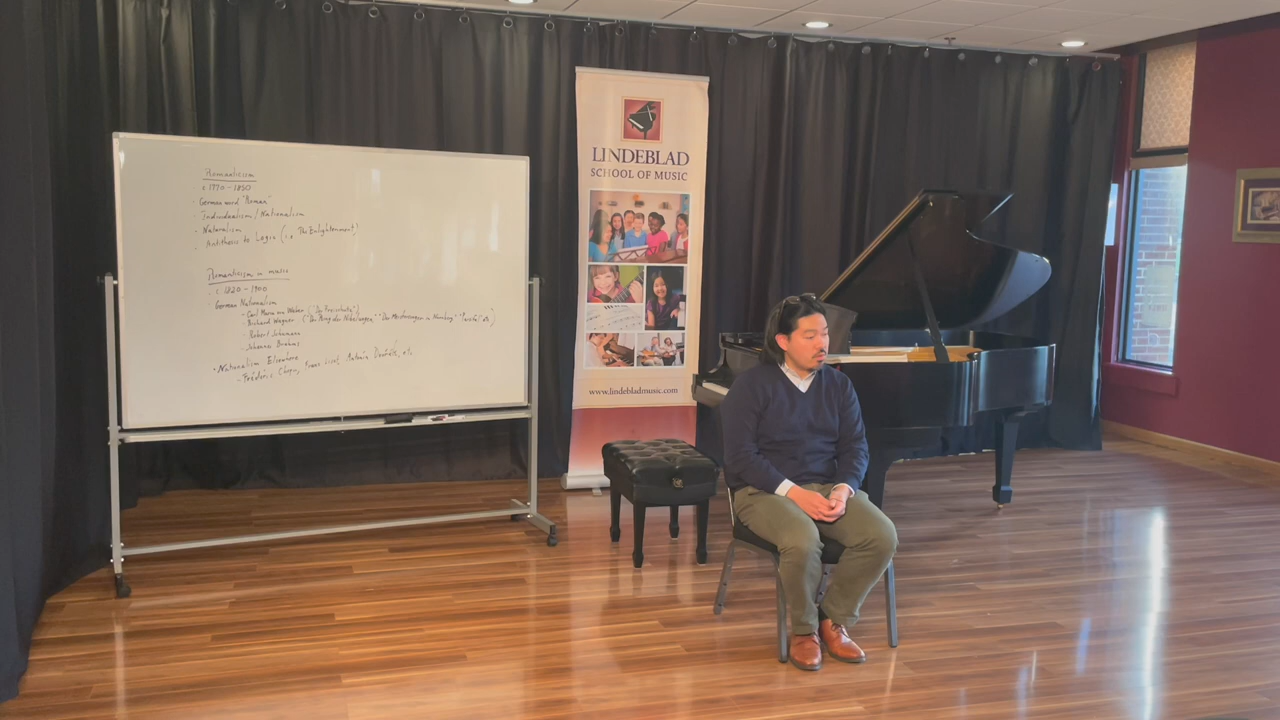 Romanticism
c. 1770 - 1850
German word "Roman"
Individualism / Nationalism
Naturalism
Antithesis to Logic (i.e. The Enlightenment)
Romanticism in music
c. 1820 - 1900
German Nationalism
- Carl Maria von Weber ("Der Freischütz")
- Richard Wagner ("Der Ring des Nibelungen" "Die Meistersinger in Nürnberg" "Parsifal" etc)
- Robert Schumann
- Johannes Brahms
Nationalism Elsewhere
- Frédéric Chopin, Franz Liszt, Antonín Dvořák, etc.
LINDEBLAD
SCHOOL OF MUSIC
www.lindebladmusic.com